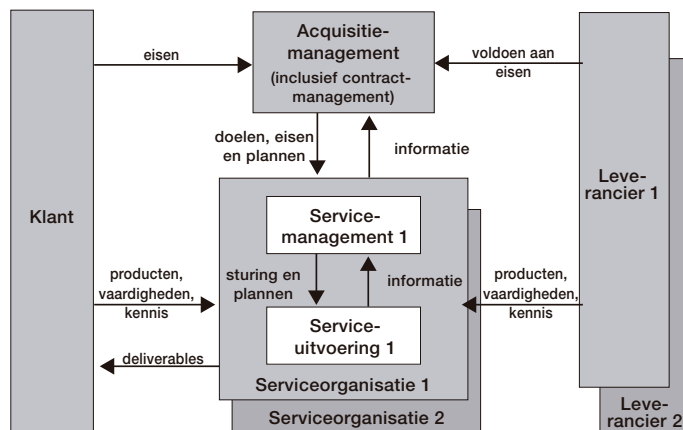 Acquisitie-
management
(inclusief contract-
management)
eisen
voldoen aan
eisen
doelen, eisen
en plannen
informatie
Klant
Leve-
rancier 1
Service-
management 1
producten,
vaardigheden,
kennis
sturing en
plannen
informatie
producten,
vaardigheden,
kennis
Service-
uitvoering 1
deliverables
Serviceorganisatie 1
Serviceorganisatie 2
Leve-
rancier 2